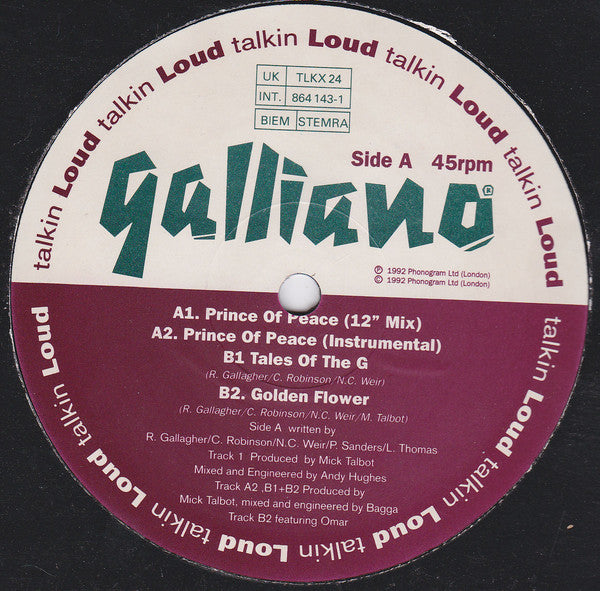 talkin Loud talkin Loud talkin Loud talkin Loud
UK TLKX 24
INT. 864 143-1
BIEM STEMRA
Side A 45rpm
galliano®
℗ 1992 Phonogram Ltd (London)
© 1992 Phonogram Ltd (London)
A1. Prince Of Peace (12” Mix)
A2. Prince Of Peace (Instrumental)
B1 Tales Of The G
(R. Gallagher/C. Robinson/N.C. Weir)
B2. Golden Flower
(R. Gallagher/C. Robinson/N.C. Weir/M. Talbot)
Side A written by
R. Gallagher/C. Robinson/N.C. Weir/P. Sanders/L. Thomas
Track 1 Produced by Mick Talbot
Mixed and Engineered by Andy Hughes
Track A2 ,B1+B2 Produced by
Mick Talbot, mixed and engineered by Bagga
Track B2 featuring Omar
talkin Loud talkin Loud talkin Loud talkin Loud talkin Loud